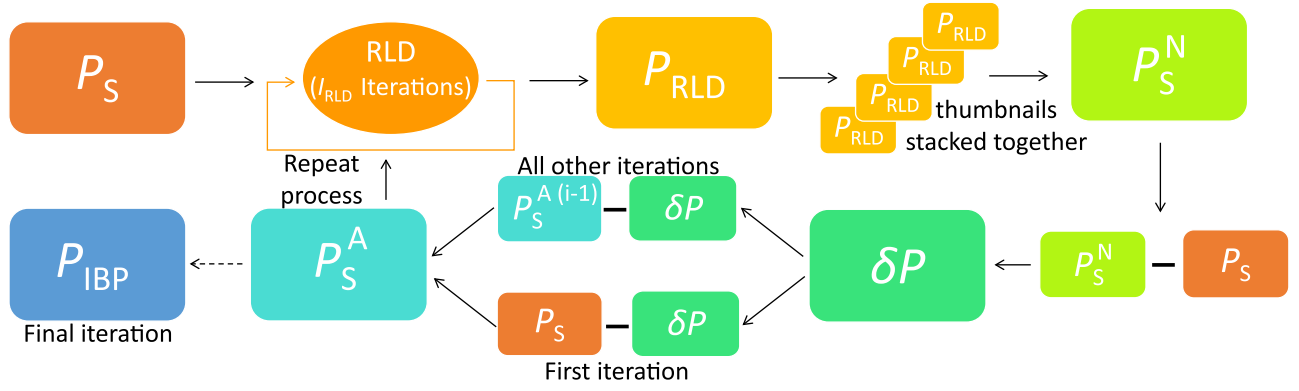 P_S
RLD
(I_RLD Iterations)
P_RLD
P_RLD
P_RLD
P_RLD
P_RLD
thumbnails
stacked together
P_S^N
Repeat
process
All other iterations
P_S^A (i-1) – δP
P_IBP
Final iteration
P_S^A
δP
P_S^N – P_S
P_S – δP
First iteration